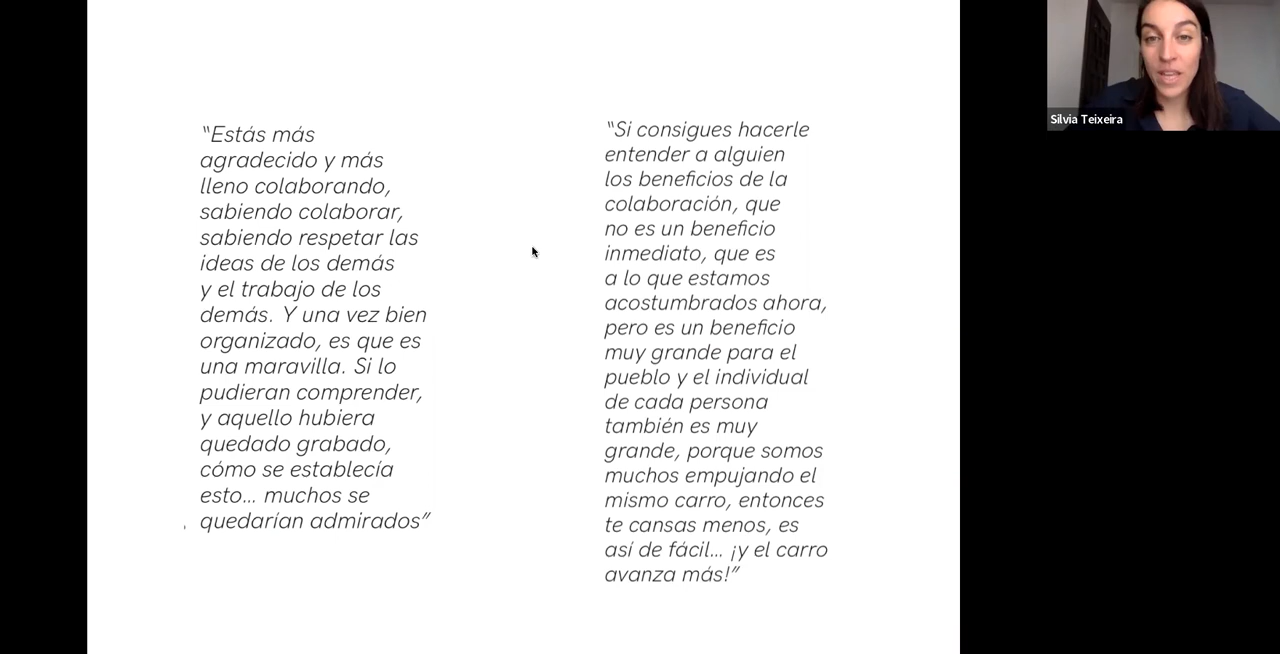 “Estás más
agradecido y más
lleno colaborando,
sabiendo colaborar,
sabiendo respetar las
ideas de los demás
y el trabajo de los
demás. Y una vez bien
organizado, es que es
una maravilla. Si lo
pudieran comprender,
y aquello hubiera
quedado grabado,
cómo se establecía
esto... muchos se
quedarían admirados”
“Si consigues hacerle
entender a alguien
los beneficios de la
colaboración, que
no es un beneficio
inmediato, que es
a lo que estamos
acostumbrados ahora,
pero es un beneficio
muy grande para el
pueblo y el individual
de cada persona
también es muy
grande, porque somos
muchos empujando el
mismo carro, entonces
te cansas menos, es
así de fácil... ¡y el carro
avanza más!”
Silvia Teixeira